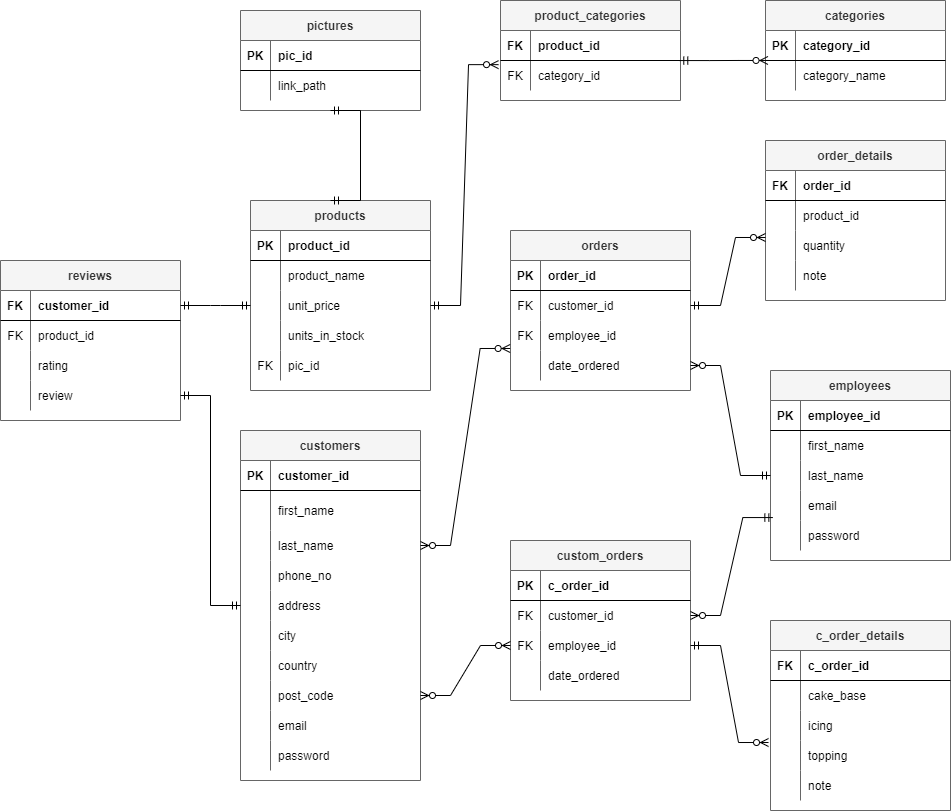 pictures
PK pic_id
link_path
product_categories
FK product_id
FK category_id
categories
PK category_id
category_name
order_details
FK order_id
product_id
quantity
note
products
PK product_id
product_name
unit_price
units_in_stock
FK pic_id
reviews
FK customer_id
FK product_id
rating
review
orders
PK order_id
FK customer_id
FK employee_id
date_ordered
employees
PK employee_id
first_name
last_name
email
password
customers
PK customer_id
first_name
last_name
phone_no
address
city
country
post_code
email
password
custom_orders
PK c_order_id
FK customer_id
FK employee_id
date_ordered
c_order_details
FK c_order_id
cake_base
icing
topping
note